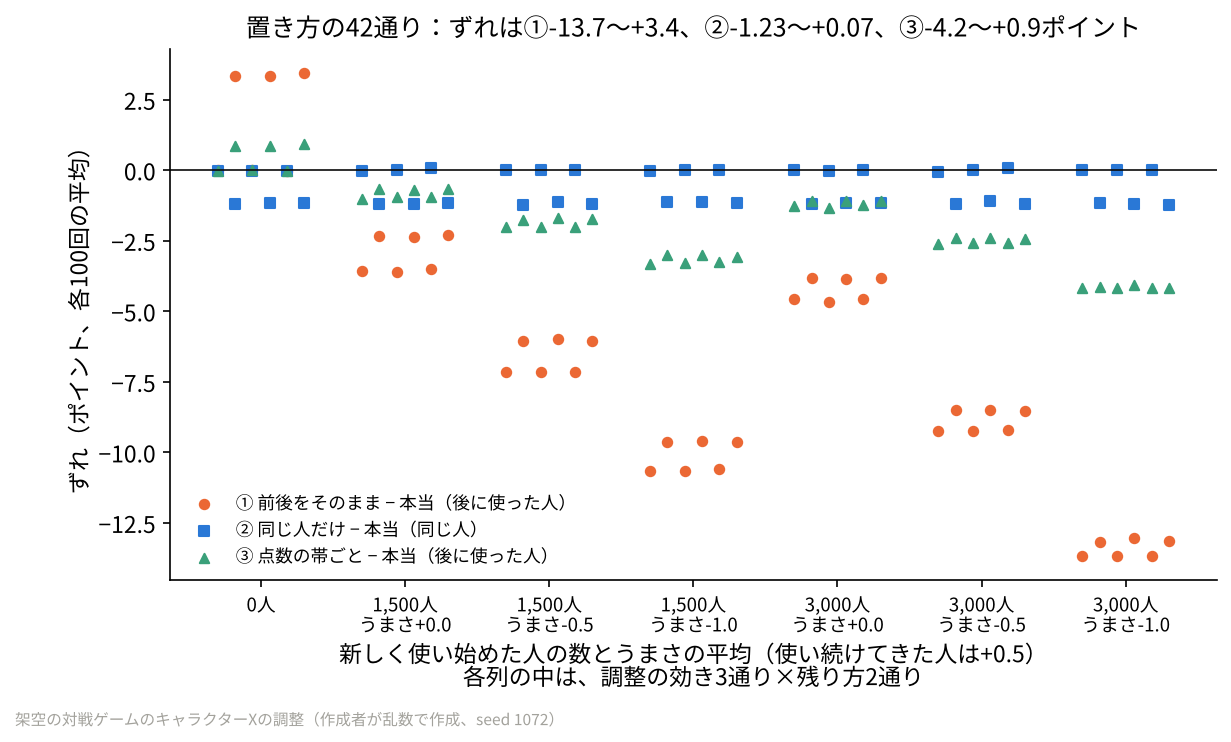 置き方の42通り：ずれは①-13.7〜+3.4、②-1.23〜+0.07、③-4.2〜+0.9ポイント
ずれ（ポイント、各100回の平均）
2.5
0.0
−2.5
−5.0
−7.5
−10.0
−12.5
① 前後をそのまま − 本当（後に使った人）
② 同じ人だけ − 本当（同じ人）
③ 点数の帯ごと − 本当（後に使った人）
0人
1,500人
うまさ+0.0
1,500人
うまさ-0.5
1,500人
うまさ-1.0
3,000人
うまさ+0.0
3,000人
うまさ-0.5
3,000人
うまさ-1.0
新しく使い始めた人の数とうまさの平均（使い続けてきた人は+0.5）
各列の中は、調整の効き3通り×残り方2通り
架空の対戦ゲームのキャラクターXの調整（作成者が乱数で作成、seed 1072）